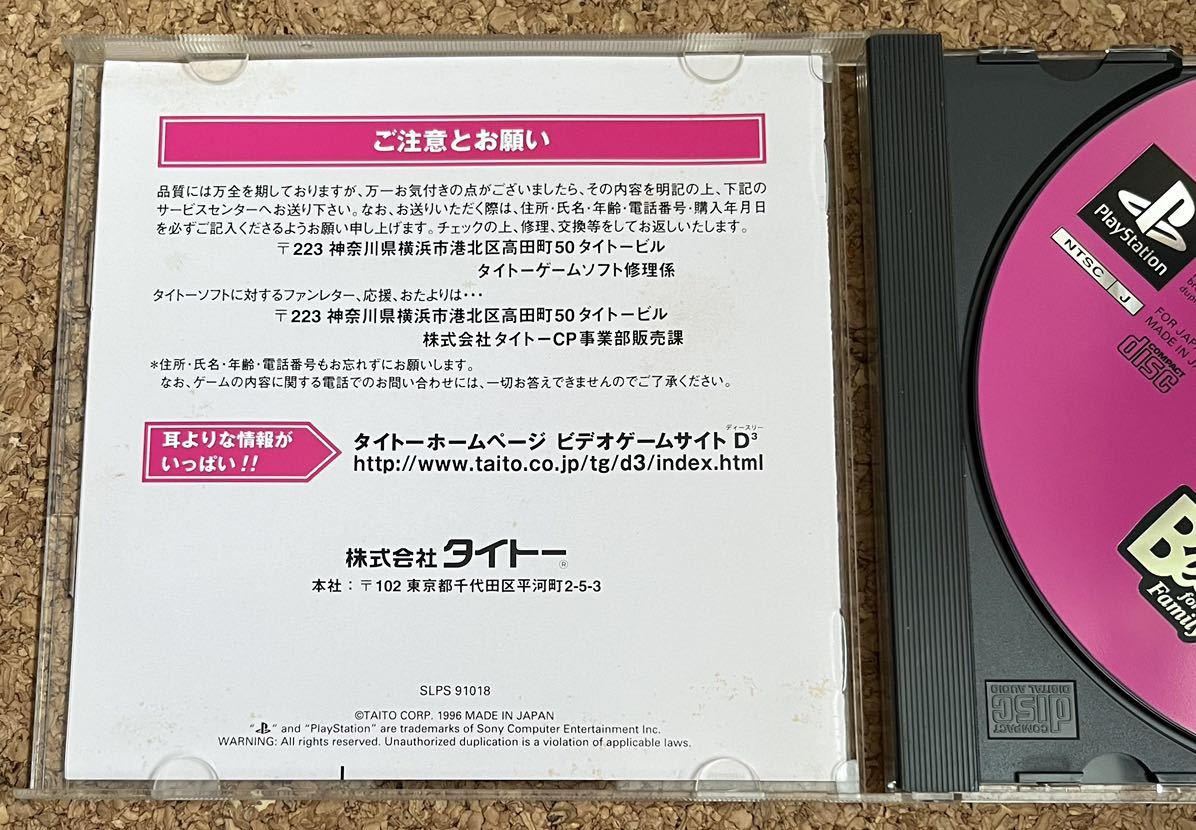 ご注意とお願い
品質には万全を期しておりますが、万一お気付きの点がございましたら、その内容を明記の上、下記の
サービスセンターへお送り下さい。なお、お送りいただく際は、住所・氏名・年齢・電話番号・購入年月日
を必ずご記入くださるようお願い申し上げます。チェックの上、修理、交換等をしてお返しいたします。
〒223 神奈川県横浜市港北区高田町50 タイトービル
タイトーゲームソフト修理係
タイトーソフトに対するファンレター、応援、おたよりは・・・
〒223 神奈川県横浜市港北区高田町50 タイトービル
株式会社 タイトーCP事業部販売課
*住所・氏名・年齢・電話番号もお忘れずにお願いします。
なお、ゲームの内容に関する電話でのお問い合わせには、一切お答えできませんのでご了承ください。
耳よりな情報が
いっぱい!!
ディースリー
タイトーホームページ ビデオゲームサイト D³
http://www.taito.co.jp/tg/d3/index.html
株式会社 タイトー®
本社：〒102 東京都千代田区平河町2-5-3
SLPS 91018
©TAITO CORP. 1996 MADE IN JAPAN
" " and "PlayStation" are trademarks of Sony Computer Entertainment Inc.
WARNING: All rights reserved. Unauthorized duplication is a violation of applicable laws.
PlayStation
NTSC J
FOR JAP
MADE IN JA
COMPACT
disc
Family
COMPACT
disc
DIGITAL AUDIO